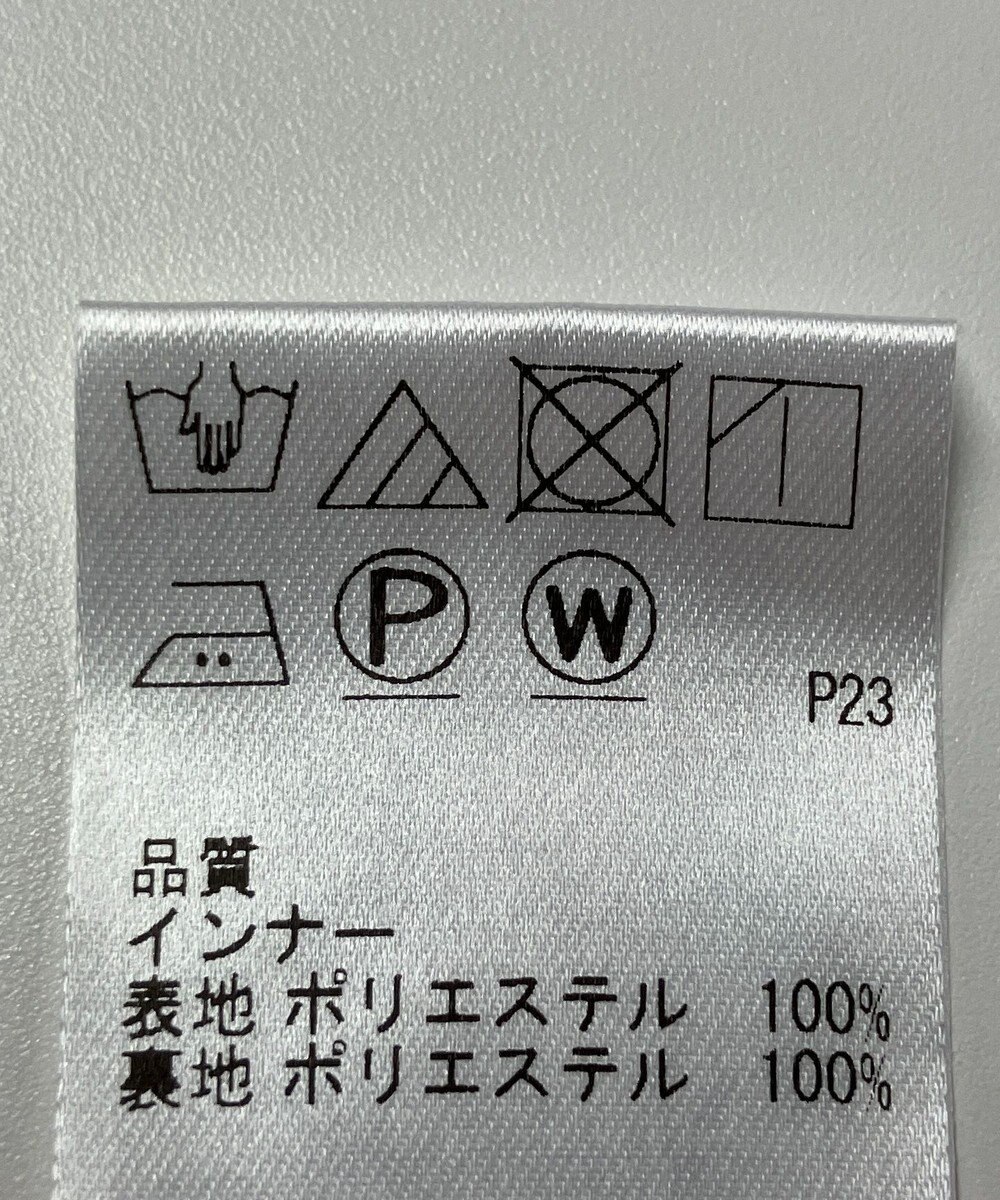 P W
P23
品質
インナー
表地 ポリエステル 100%
裏地 ポリエステル 100%